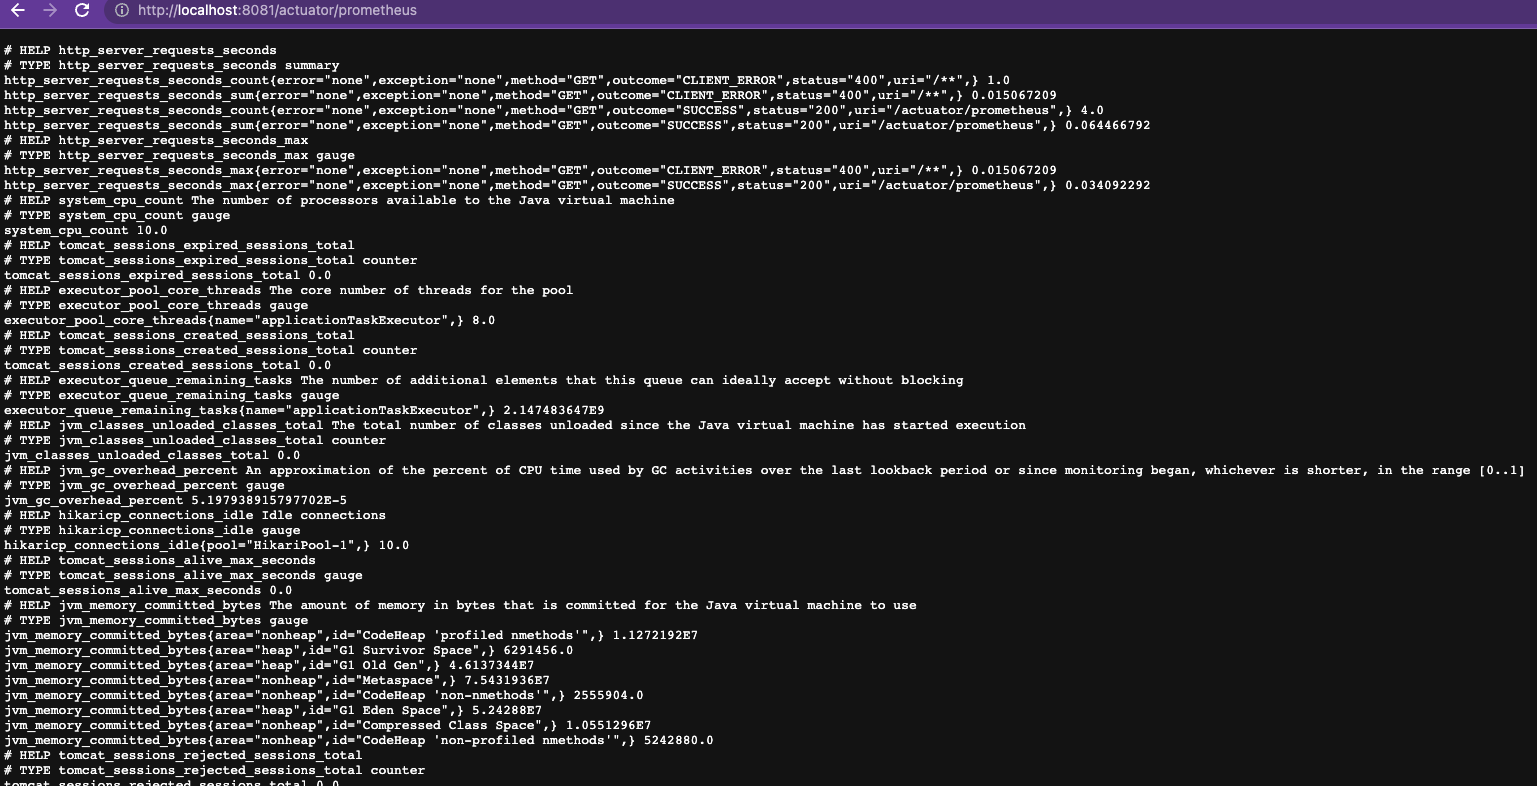 http://localhost:8081/actuator/prometheus
# HELP http_server_requests_seconds
# TYPE http_server_requests_seconds summary
http_server_requests_seconds_count{error="none",exception="none",method="GET",outcome="CLIENT_ERROR",status="400",uri="/**",} 1.0
http_server_requests_seconds_sum{error="none",exception="none",method="GET",outcome="CLIENT_ERROR",status="400",uri="/**",} 0.015067209
http_server_requests_seconds_count{error="none",exception="none",method="GET",outcome="SUCCESS",status="200",uri="/actuator/prometheus",} 4.0
http_server_requests_seconds_sum{error="none",exception="none",method="GET",outcome="SUCCESS",status="200",uri="/actuator/prometheus",} 0.064466792
# HELP http_server_requests_seconds_max
# TYPE http_server_requests_seconds_max gauge
http_server_requests_seconds_max{error="none",exception="none",method="GET",outcome="CLIENT_ERROR",status="400",uri="/**",} 0.015067209
http_server_requests_seconds_max{error="none",exception="none",method="GET",outcome="SUCCESS",status="200",uri="/actuator/prometheus",} 0.034092292
# HELP system_cpu_count The number of processors available to the Java virtual machine
# TYPE system_cpu_count gauge
system_cpu_count 10.0
# HELP tomcat_sessions_expired_sessions_total
# TYPE tomcat_sessions_expired_sessions_total counter
tomcat_sessions_expired_sessions_total 0.0
# HELP executor_pool_core_threads The core number of threads for the pool
# TYPE executor_pool_core_threads gauge
executor_pool_core_threads{name="applicationTaskExecutor",} 8.0
# HELP tomcat_sessions_created_sessions_total
# TYPE tomcat_sessions_created_sessions_total counter
tomcat_sessions_created_sessions_total 0.0
# HELP executor_queue_remaining_tasks The number of additional elements that this queue can ideally accept without blocking
# TYPE executor_queue_remaining_tasks gauge
executor_queue_remaining_tasks{name="applicationTaskExecutor",} 2.147483647E9
# HELP jvm_classes_unloaded_classes_total The total number of classes unloaded since the Java virtual machine has started execution
# TYPE jvm_classes_unloaded_classes_total counter
jvm_classes_unloaded_classes_total 0.0
# HELP jvm_gc_overhead_percent An approximation of the percent of CPU time used by GC activities over the last lookback period or since monitoring began, whichever is shorter, in the range [0..1]
# TYPE jvm_gc_overhead_percent gauge
jvm_gc_overhead_percent 5.197938915797702E-5
# HELP hikaricp_connections_idle Idle connections
# TYPE hikaricp_connections_idle gauge
hikaricp_connections_idle{pool="HikariPool-1",} 10.0
# HELP tomcat_sessions_alive_max_seconds
# TYPE tomcat_sessions_alive_max_seconds gauge
tomcat_sessions_alive_max_seconds 0.0
# HELP jvm_memory_committed_bytes The amount of memory in bytes that is committed for the Java virtual machine to use
# TYPE jvm_memory_committed_bytes gauge
jvm_memory_committed_bytes{area="nonheap",id="CodeHeap 'profiled nmethods'",} 1.1272192E7
jvm_memory_committed_bytes{area="heap",id="G1 Survivor Space",} 6291456.0
jvm_memory_committed_bytes{area="heap",id="G1 Old Gen",} 4.6137344E7
jvm_memory_committed_bytes{area="nonheap",id="Metaspace",} 7.5431936E7
jvm_memory_committed_bytes{area="nonheap",id="CodeHeap 'non-nmethods'",} 2555904.0
jvm_memory_committed_bytes{area="heap",id="G1 Eden Space",} 5.24288E7
jvm_memory_committed_bytes{area="nonheap",id="Compressed Class Space",} 1.0551296E7
jvm_memory_committed_bytes{area="nonheap",id="CodeHeap 'non-profiled nmethods'",} 5242880.0
# HELP tomcat_sessions_rejected_sessions_total
# TYPE tomcat_sessions_rejected_sessions_total counter
tomcat_sessions_rejected_sessions_total 0.0